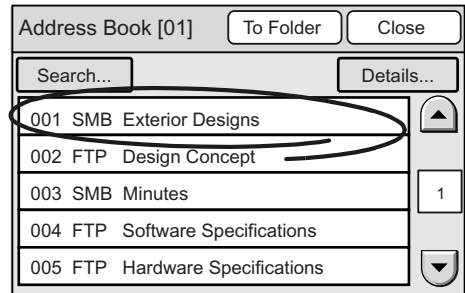 Address Book [01] To Folder Close
Search... Details...
001 SMB Exterior Designs
002 FTP Design Concept
003 SMB Minutes 1
004 FTP Software Specifications
005 FTP Hardware Specifications